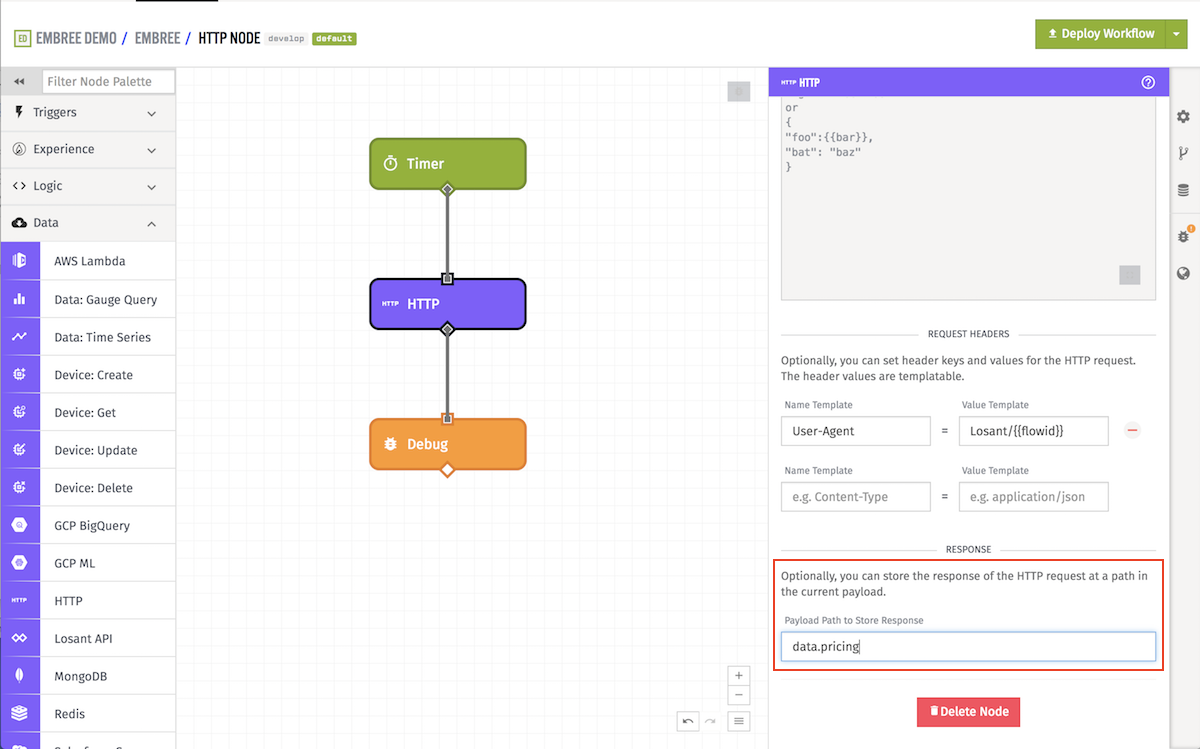 ED EMBREE DEMO / EMBREE / HTTP NODE develop default
Deploy Workflow
Filter Node Palette
Triggers
Experience
Logic
Data
AWS Lambda
Data: Gauge Query
Data: Time Series
Device: Create
Device: Get
Device: Update
Device: Delete
GCP BigQuery
GCP ML
HTTP HTTP
Losant API
MongoDB
Redis
Timer
HTTP HTTP
Debug
HTTP HTTP
or
{
"foo":{{bar}},
"bat": "baz"
}
REQUEST HEADERS
Optionally, you can set header keys and values for the HTTP request.
The header values are templatable.
Name Template Value Template
User-Agent = Losant/{{flowid}}
Name Template Value Template
e.g. Content-Type = e.g. application/json
RESPONSE
Optionally, you can store the response of the HTTP request at a path in
the current payload.
Payload Path to Store Response
data.pricing
Delete Node